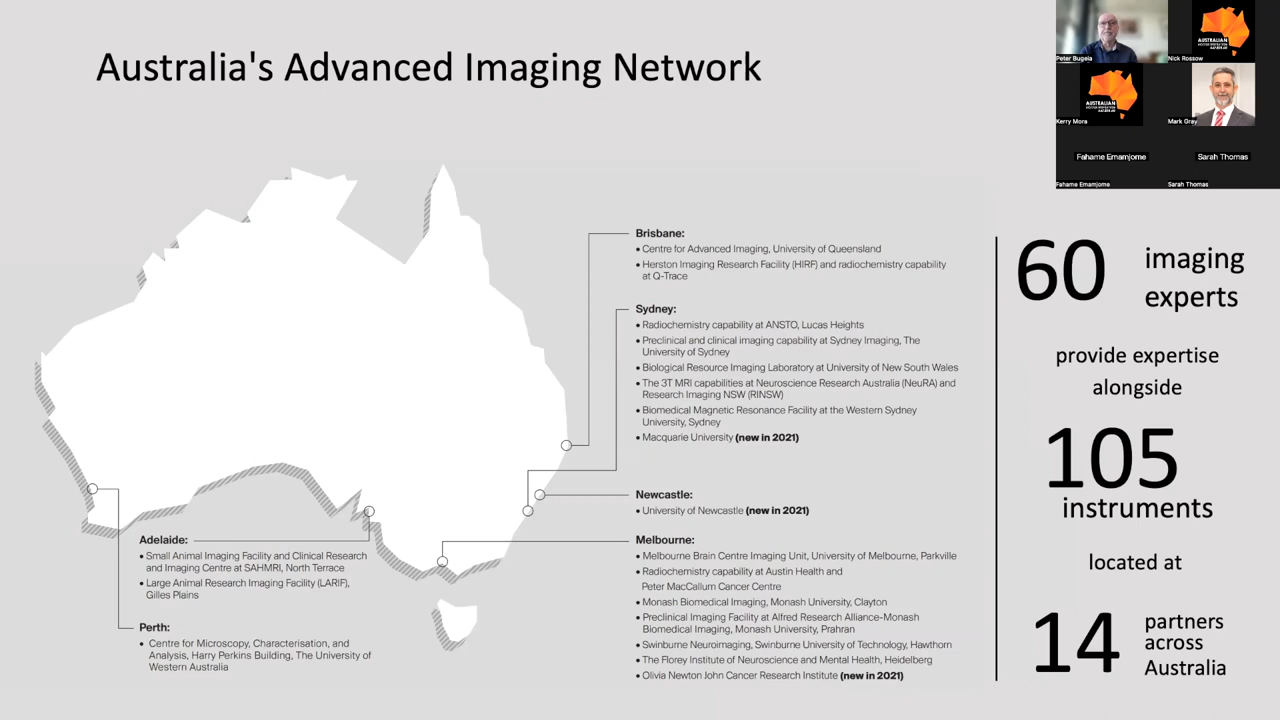 Australia's Advanced Imaging Network
Brisbane:
• Centre for Advanced Imaging, University of Queensland
• Herston Imaging Research Facility (HIRF) and radiochemistry capability
at Q-Trace
Sydney:
• Radiochemistry capability at ANSTO, Lucas Heights
• Preclinical and clinical imaging capability at Sydney Imaging, The
University of Sydney
• Biological Resource Imaging Laboratory at University of New South Wales
• The 3T MRI capabilities at Neuroscience Research Australia (NeuRA) and
Research Imaging NSW (RINSW)
• Biomedical Magnetic Resonance Facility at the Western Sydney
University, Sydney
• Macquarie University (new in 2021)
Newcastle:
• University of Newcastle (new in 2021)
Melbourne:
• Melbourne Brain Centre Imaging Unit, University of Melbourne, Parkville
• Radiochemistry capability at Austin Health and
Peter MacCallum Cancer Centre
• Monash Biomedical Imaging, Monash University, Clayton
• Preclinical Imaging Facility at Alfred Research Alliance-Monash
Biomedical Imaging, Monash University, Prahran
• Swinburne Neuroimaging, Swinburne University of Technology, Hawthorn
• The Florey Institute of Neuroscience and Mental Health, Heidelberg
• Olivia Newton John Cancer Research Institute (new in 2021)
Adelaide:
• Small Animal Imaging Facility and Clinical Research
and Imaging Centre at SAHMRI, North Terrace
• Large Animal Research Imaging Facility (LARIF),
Gilles Plains
Perth:
• Centre for Microscopy, Characterisation, and
Analysis, Harry Perkins Building, The University of
Western Australia
60 imaging
experts
provide expertise
alongside
105
instruments
located at
14 partners
across
Australia
Peter Bugeia
Nick Rossow
AUSTRALIAN
Kerry Mora
AUSTRALIAN
Mark Gray
Fahame Emamjome
Sarah Thomas
Fahame Emamjome
Sarah Thomas